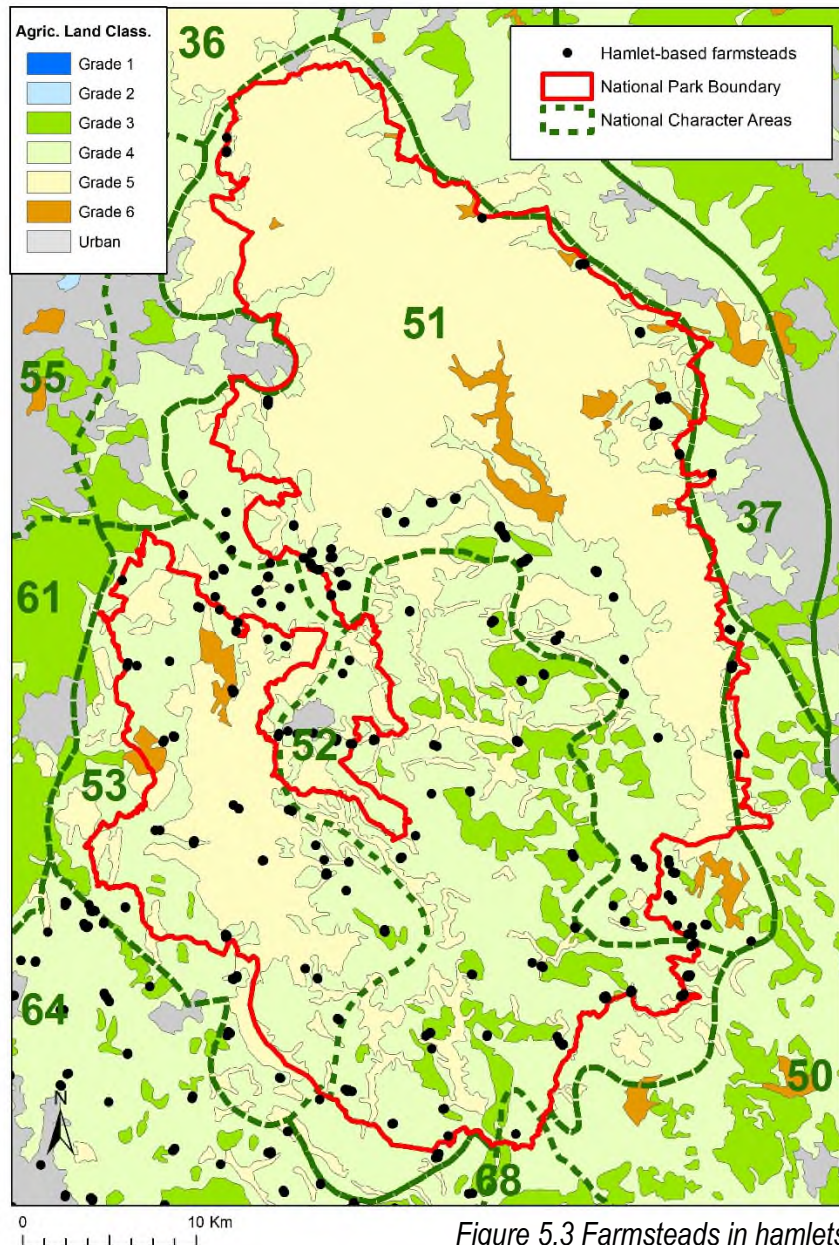 Agric. Land Class.
Grade 1
Grade 2
Grade 3
Grade 4
Grade 5
Grade 6
Urban
Hamlet-based farmsteads
National Park Boundary
National Character Areas
36
51
55
37
61
52
53
64
50
68
N
0 10 Km
Figure 5.3 Farmsteads in hamlets